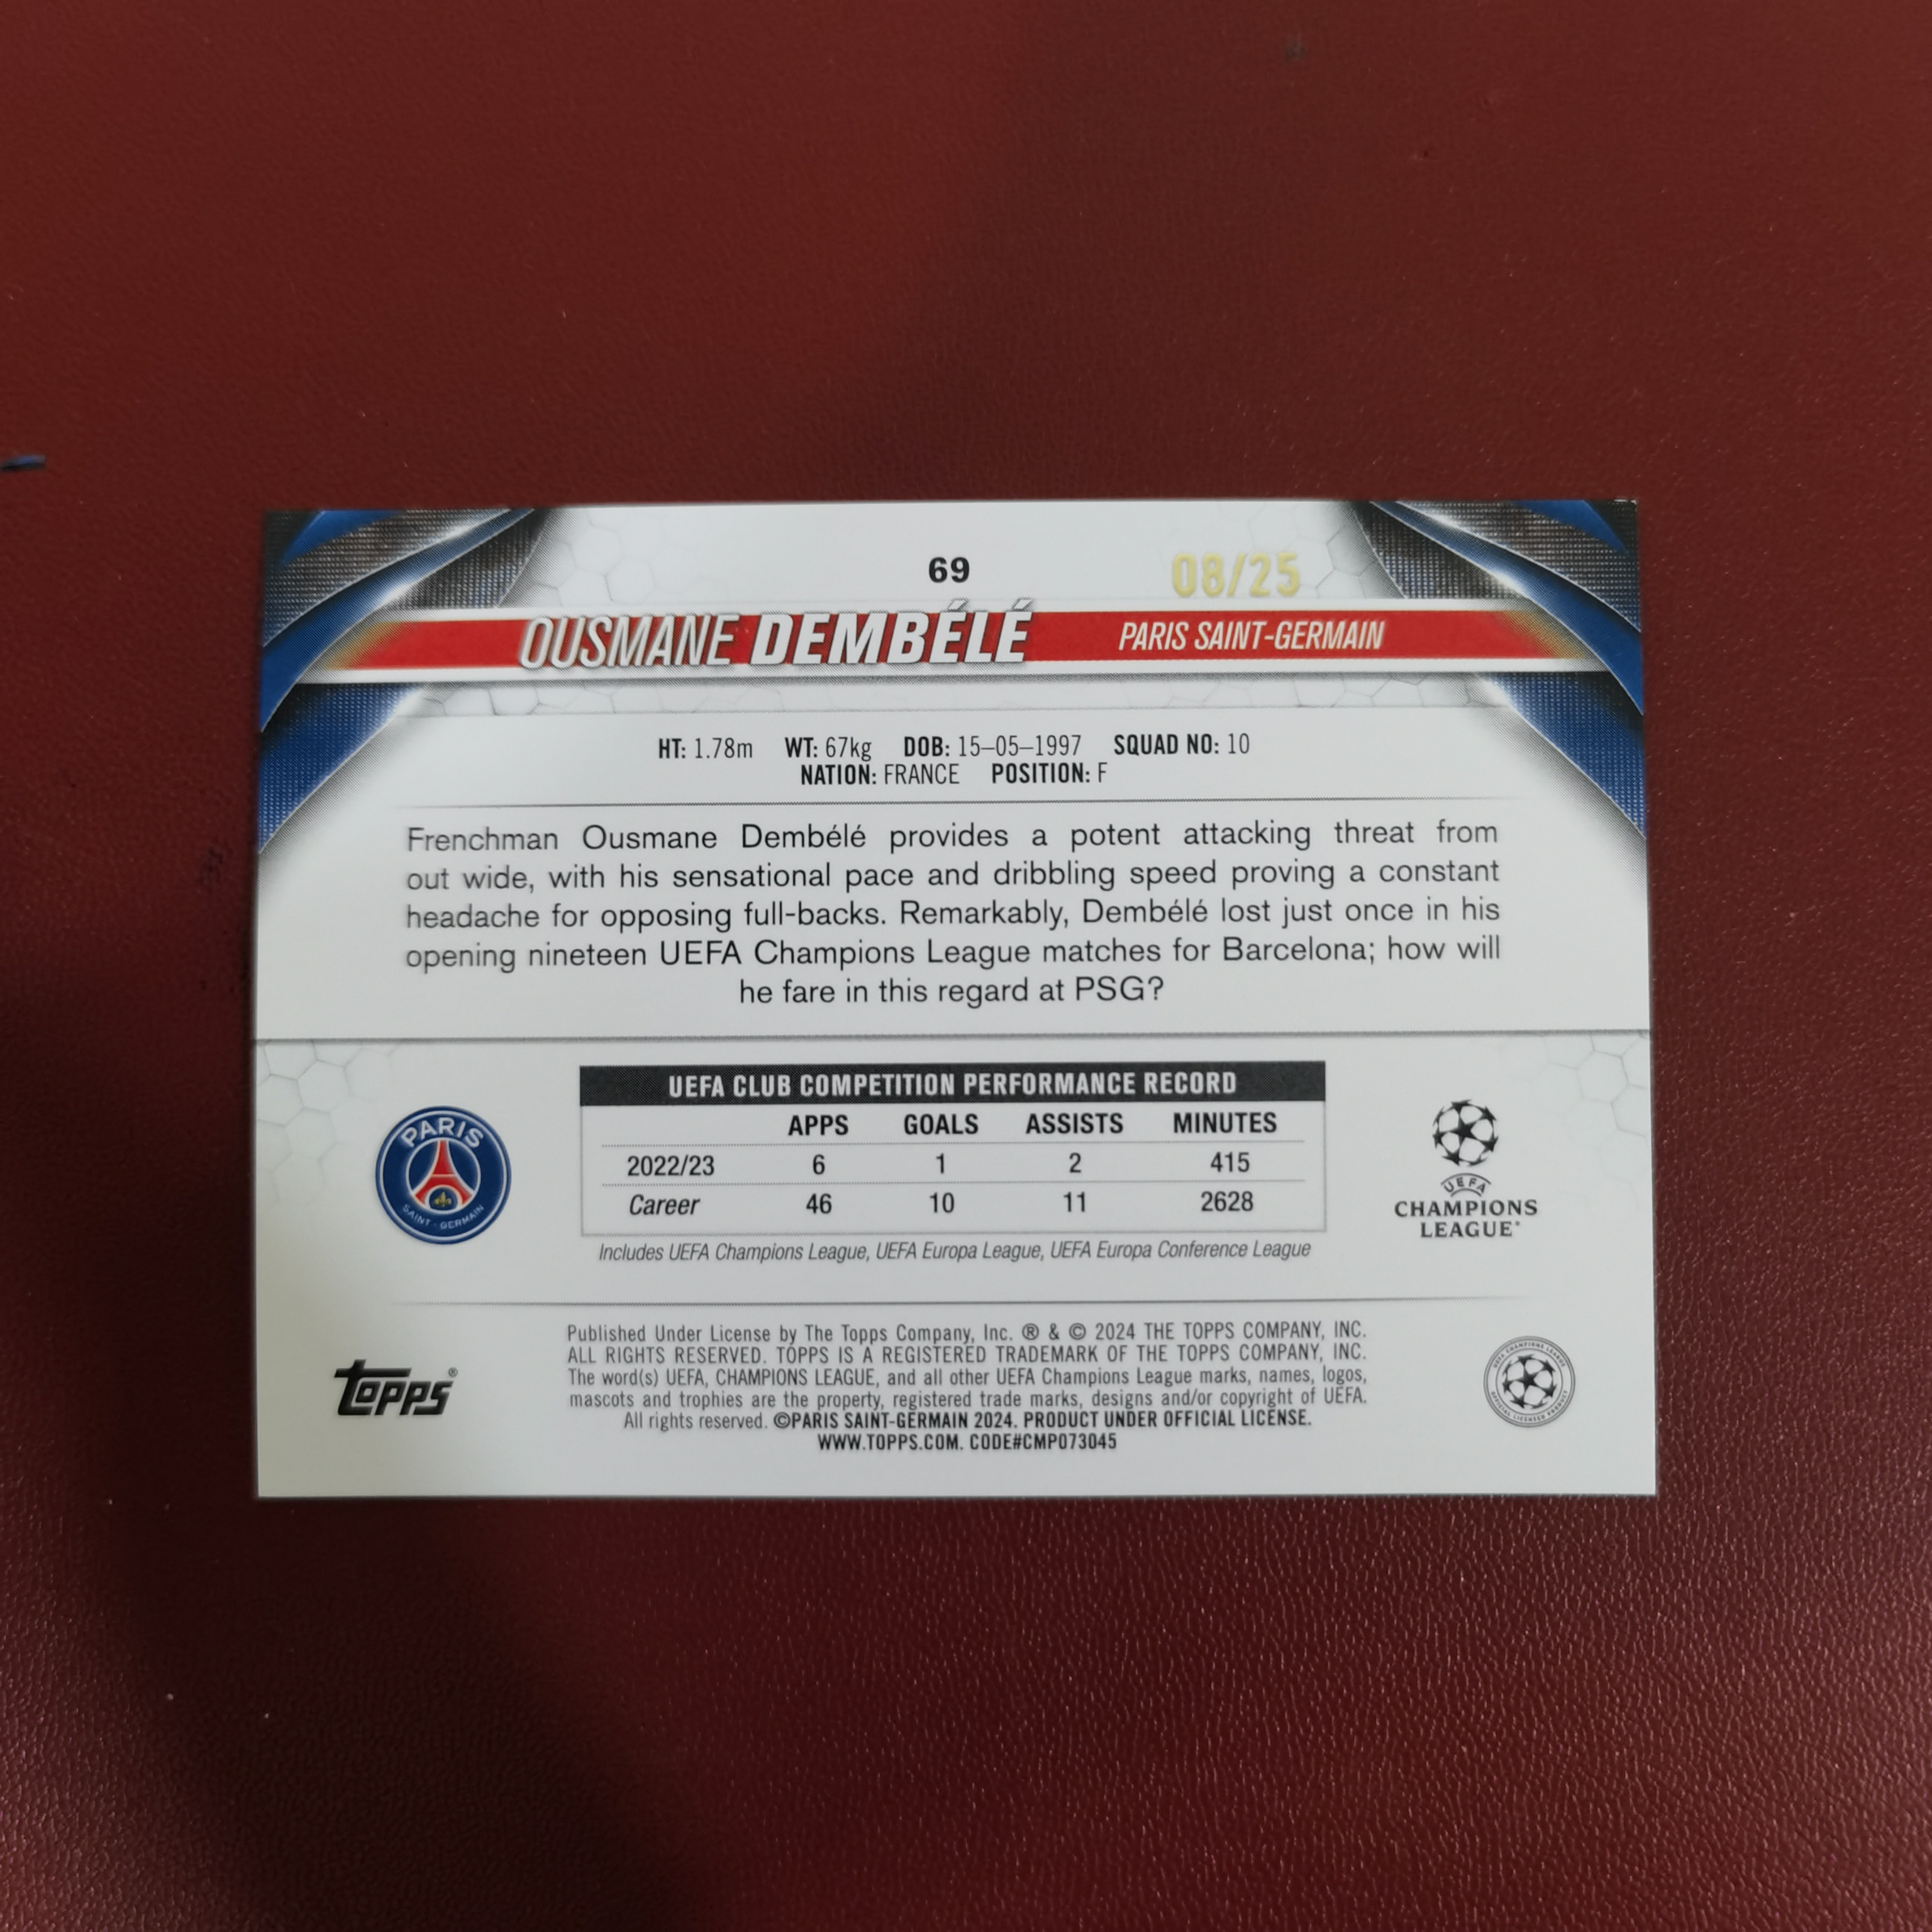 69
08/25
OUSMANE DEMBÉLÉ
PARIS SAINT-GERMAIN
HT: 1.78m WT: 67kg DOB: 15–05–1997 SQUAD NO: 10
NATION: FRANCE POSITION: F
Frenchman Ousmane Dembélé provides a potent attacking threat from
out wide, with his sensational pace and dribbling speed proving a constant
headache for opposing full-backs. Remarkably, Dembélé lost just once in his
opening nineteen UEFA Champions League matches for Barcelona; how will
he fare in this regard at PSG?
UEFA CLUB COMPETITION PERFORMANCE RECORD
APPS GOALS ASSISTS MINUTES
2022/23 6 1 2 415
Career 46 10 11 2628
Includes UEFA Champions League, UEFA Europa League, UEFA Europa Conference League
PARIS
SAINT-GERMAIN
UEFA
CHAMPIONS
LEAGUE®
Published Under License by The Topps Company, Inc. ® & © 2024 THE TOPPS COMPANY, INC.
ALL RIGHTS RESERVED. TOPPS IS A REGISTERED TRADEMARK OF THE TOPPS COMPANY, INC.
The word(s) UEFA, CHAMPIONS LEAGUE, and all other UEFA Champions League marks, names, logos,
mascots and trophies are the property, registered trade marks, designs and/or copyright of UEFA.
All rights reserved. ©PARIS SAINT-GERMAIN 2024. PRODUCT UNDER OFFICIAL LICENSE.
WWW.TOPPS.COM. CODE#CMP073045
topps®
UEFA CHAMPIONS LEAGUE
OFFICIAL LICENSED PRODUCT